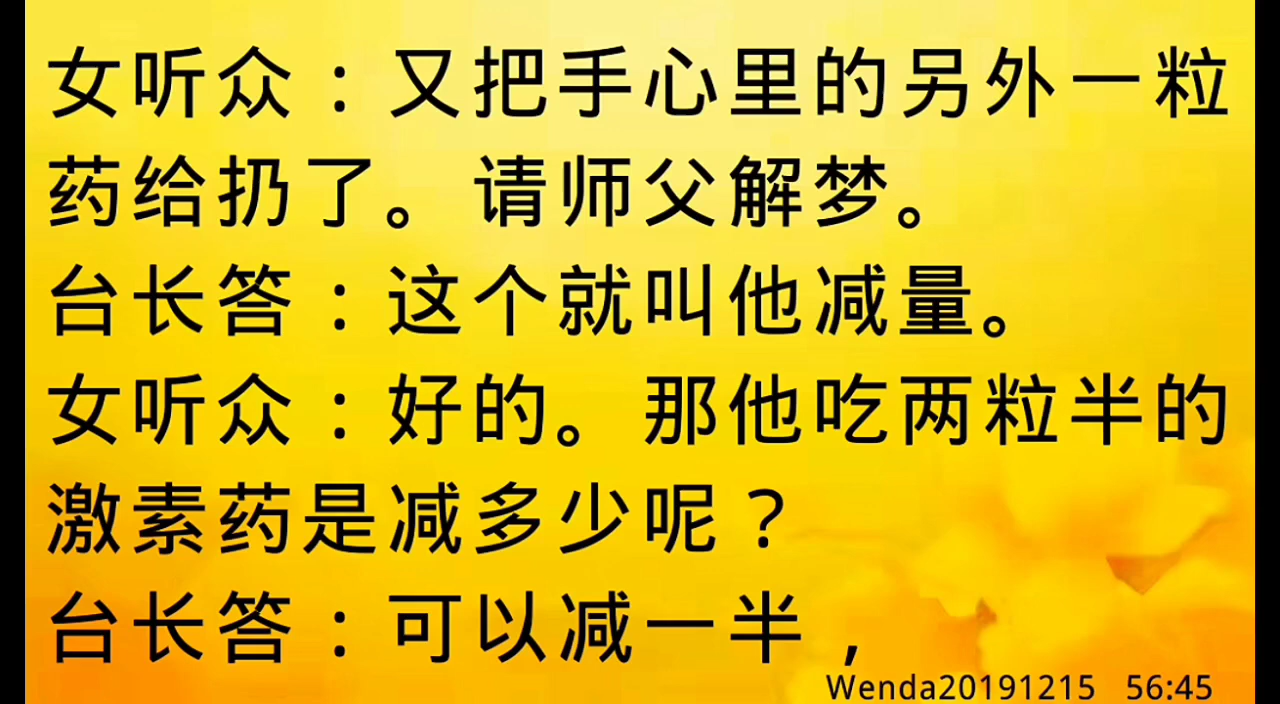 女听众：又把手心里的另外一粒
药给扔了。请师父解梦。
台长答：这个就叫他减量。
女听众：好的。那他吃两粒半的
激素药是减多少呢？
台长答：可以减一半，
Wenda20191215 56:45